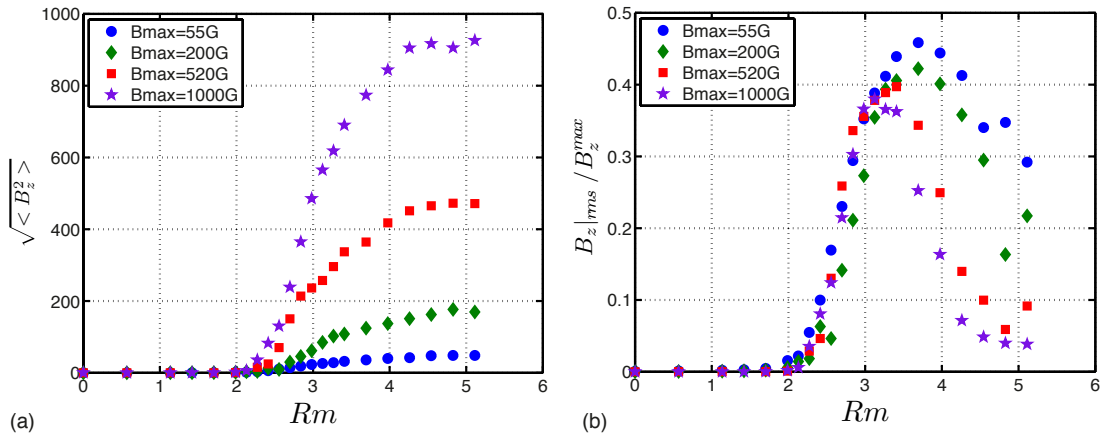 1000
800
600
400
200
0
0 1 2 3 4 5 6
√<B_z^2>
Rm
Bmax=55G
Bmax=200G
Bmax=520G
Bmax=1000G
(a)
0.5
0.4
0.3
0.2
0.1
0
0 1 2 3 4 5 6
B_z|rms / B_z^max
Rm
Bmax=55G
Bmax=200G
Bmax=520G
Bmax=1000G
(b)